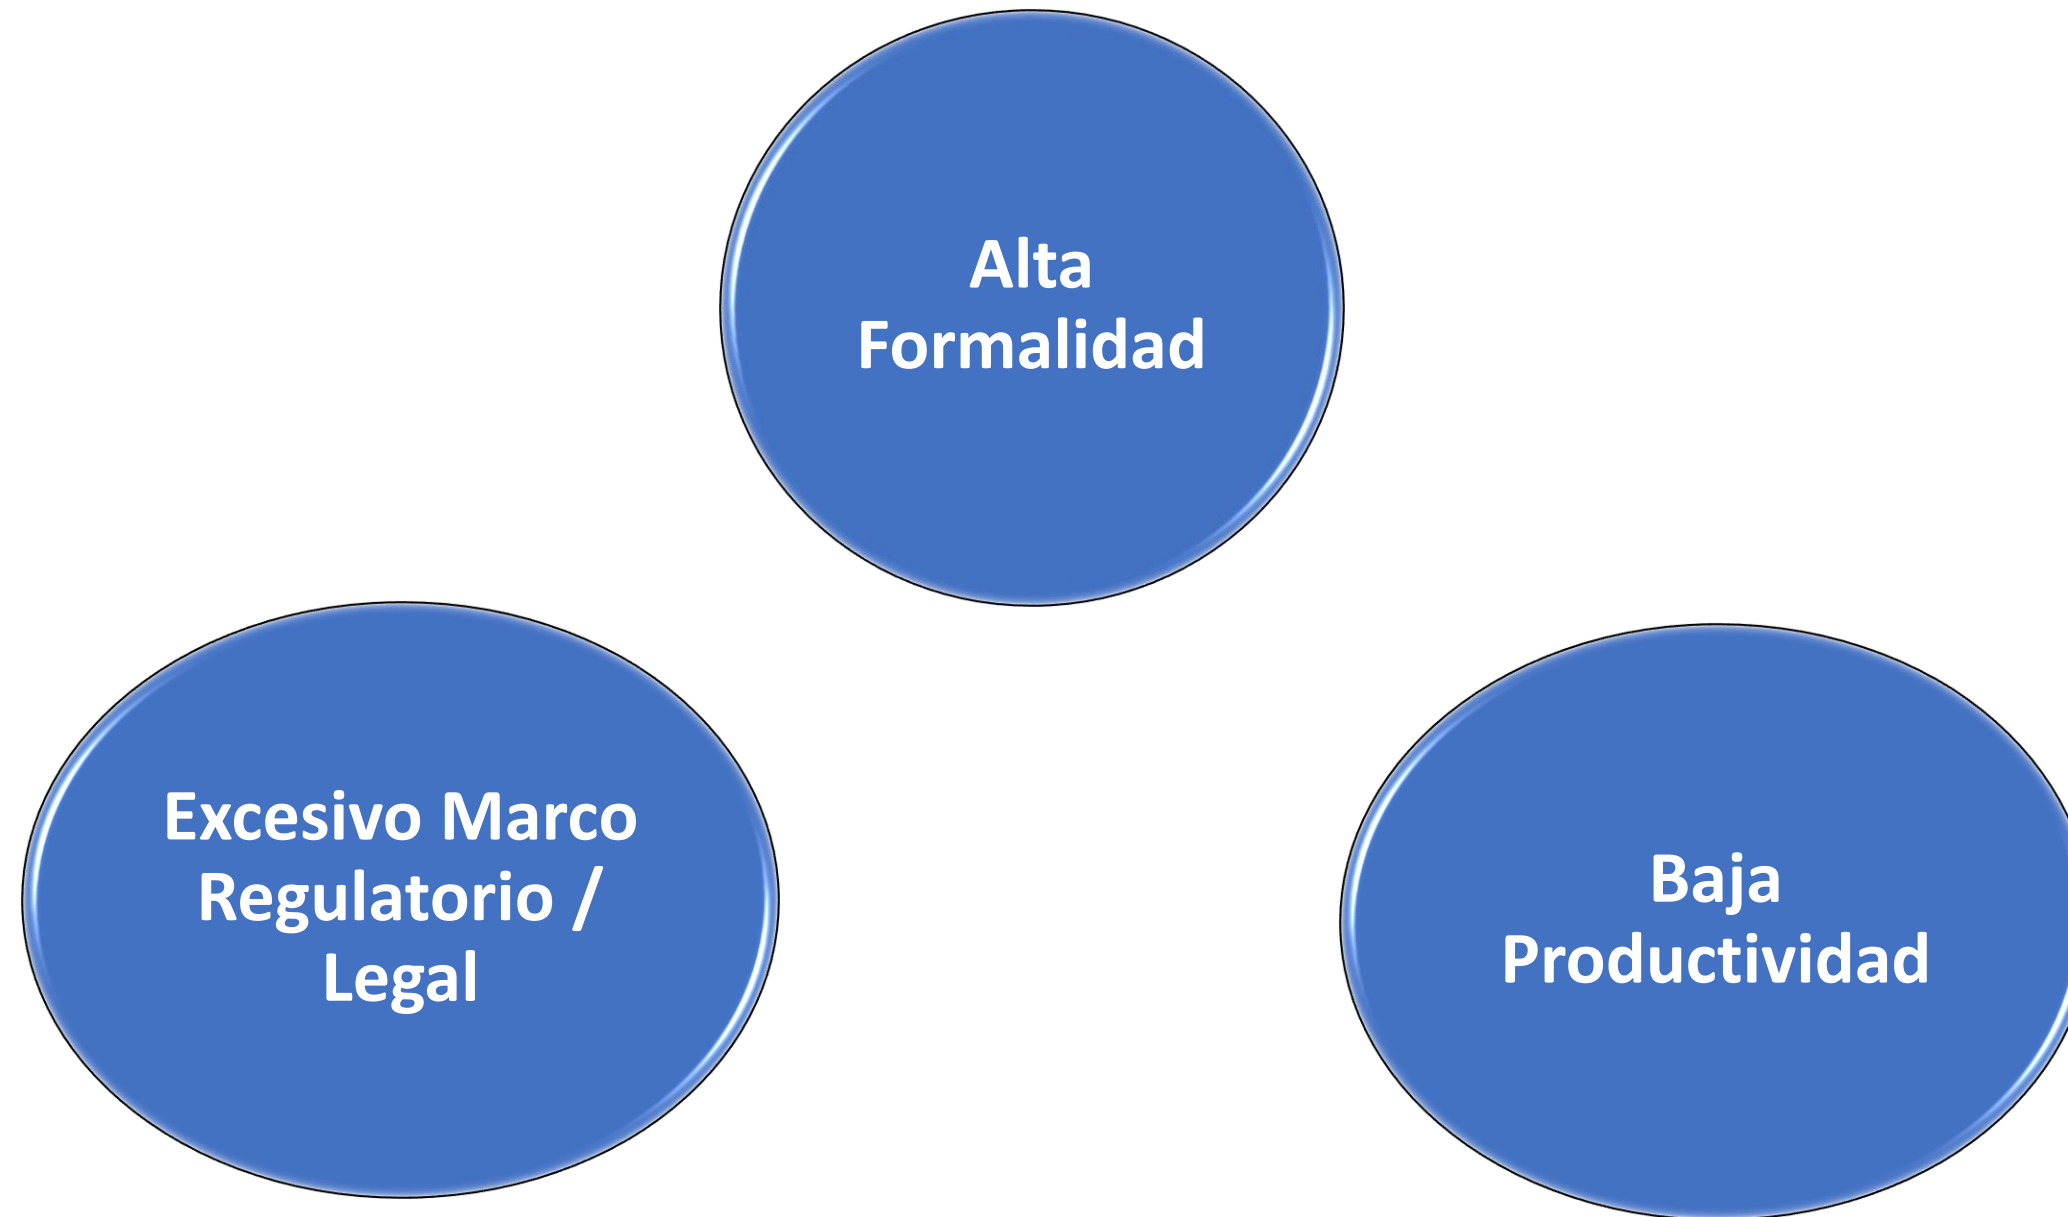 Alta
Formalidad
Excesivo Marco
Regulatorio /
Legal
Baja
Productividad